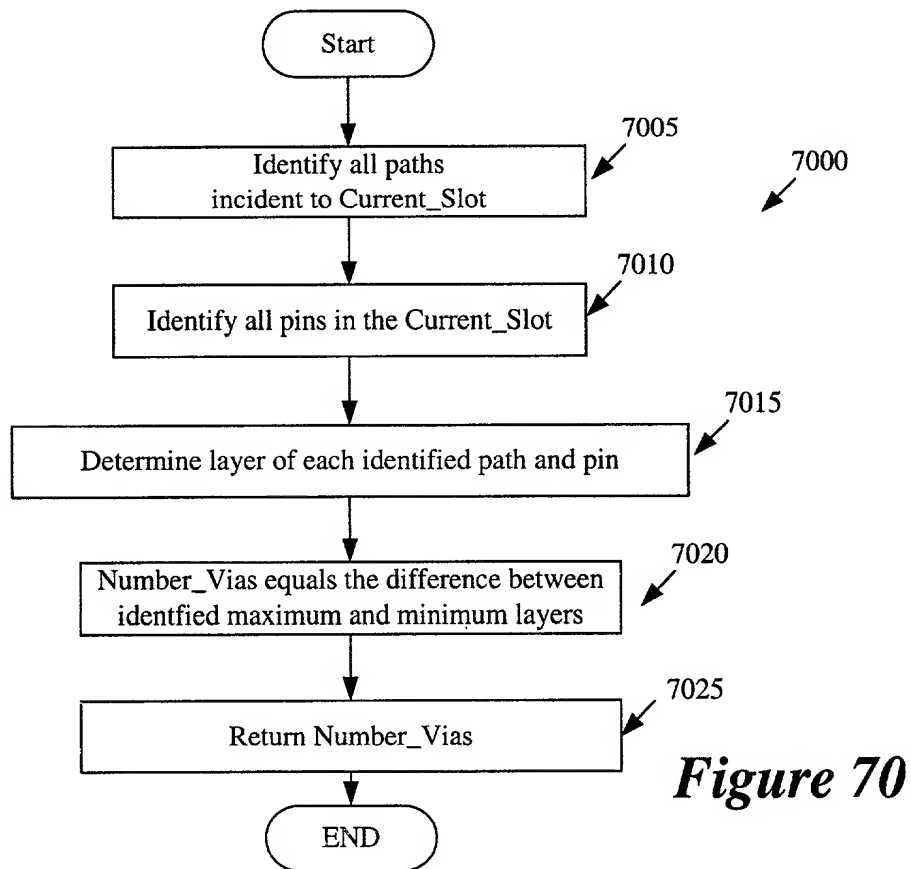 Start
7005
Identify all paths
incident to Current_Slot
7000
7010
Identify all pins in the Current_Slot
7015
Determine layer of each identified path and pin
7020
Number_Vias equals the difference between
identfied maximum and minimum layers
7025
Return Number_Vias
Figure 70
END